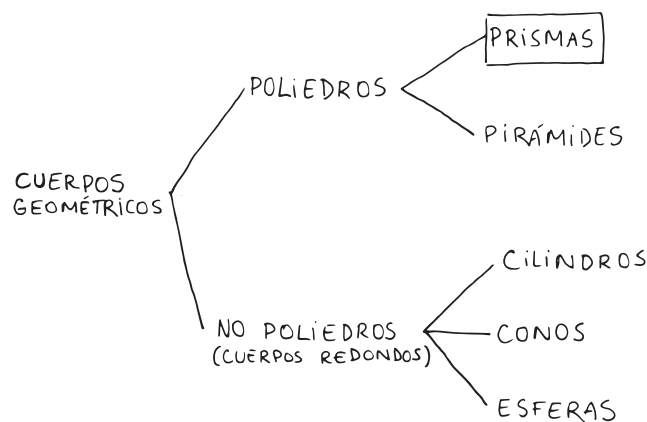 PRISMAS
POLIEDROS
PIRÁMIDES
CUERPOS
GEOMÉTRICOS
CILINDROS
NO POLIEDROS
(CUERPOS REDONDOS)
CONOS
ESFERAS